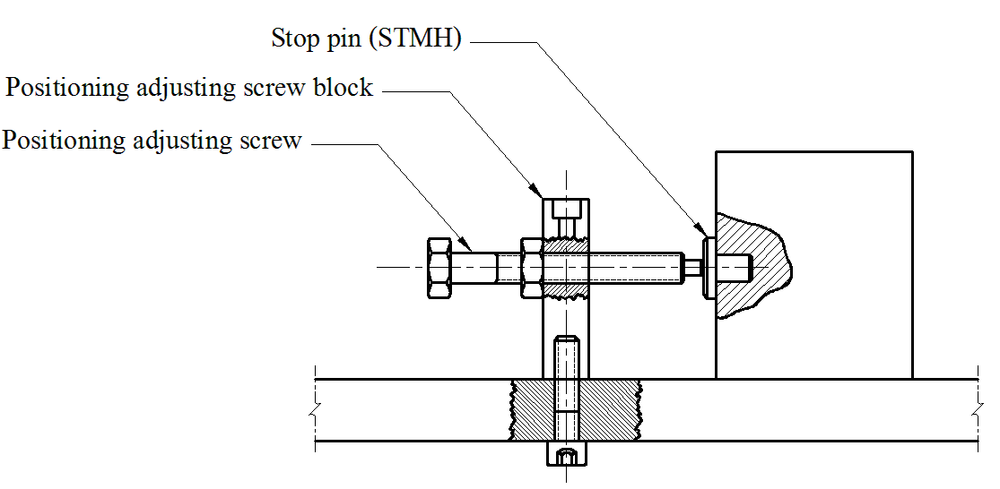 Stop pin (STMH)
Positioning adjusting screw block
Positioning adjusting screw